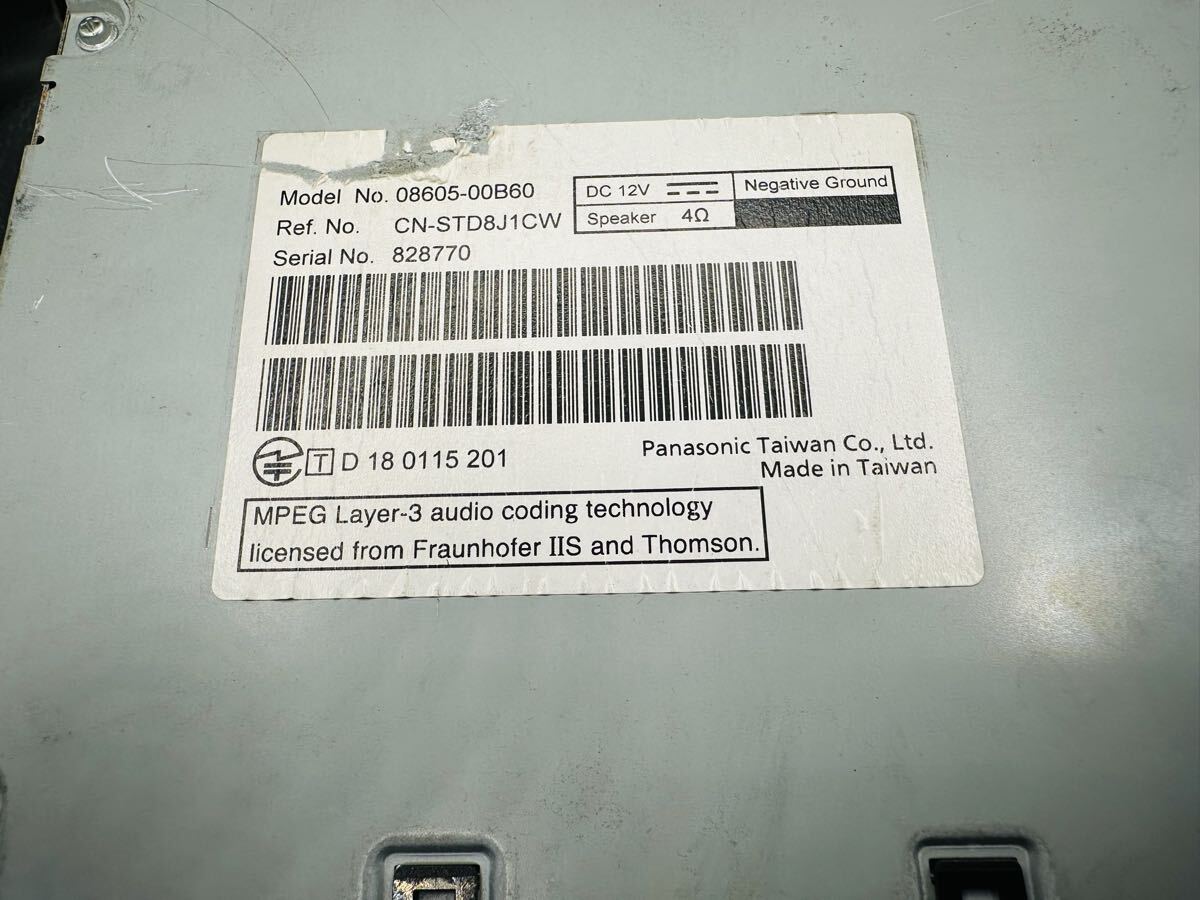 Model No. 08605-00B60
Ref. No. CN-STD8J1CW
Serial No. 828770
DC 12V
Negative Ground
Speaker 4Ω
T D 18 0115 201
Panasonic Taiwan Co., Ltd.
Made in Taiwan
MPEG Layer-3 audio coding technology
licensed from Fraunhofer IIS and Thomson.